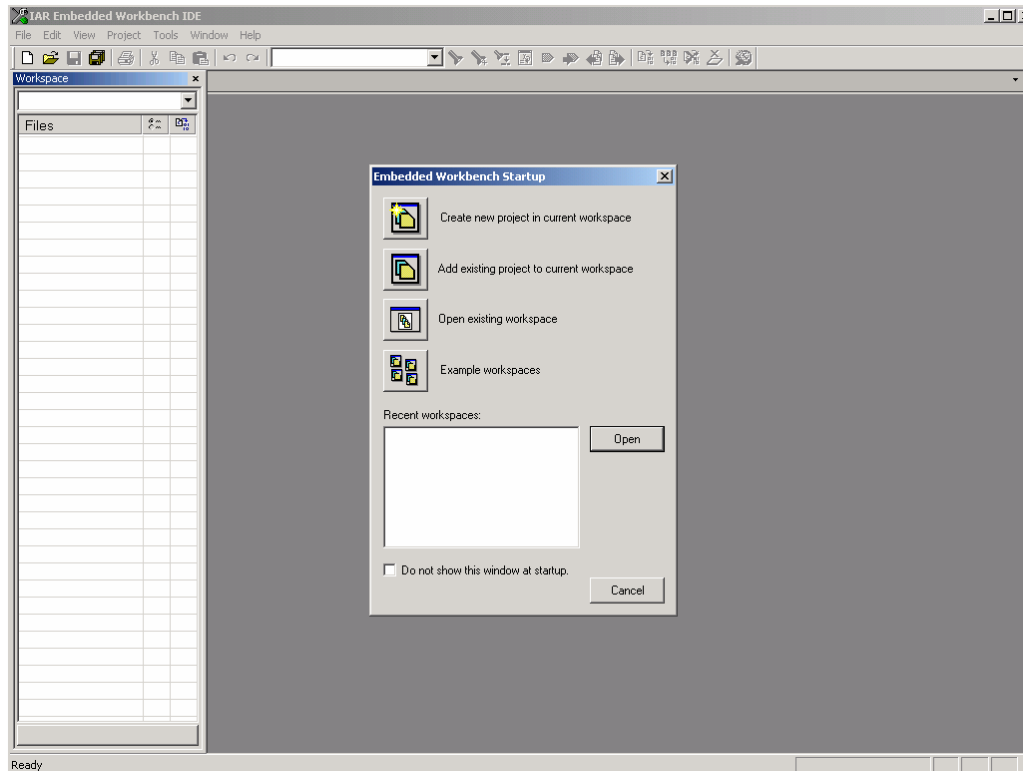 IAR Embedded Workbench IDE
File Edit View Project Tools Window Help
Workspace
Files
Embedded Workbench Startup
Create new project in current workspace
Add existing project to current workspace
Open existing workspace
Example workspaces
Recent workspaces:
Open
Do not show this window at startup.
Cancel
Ready